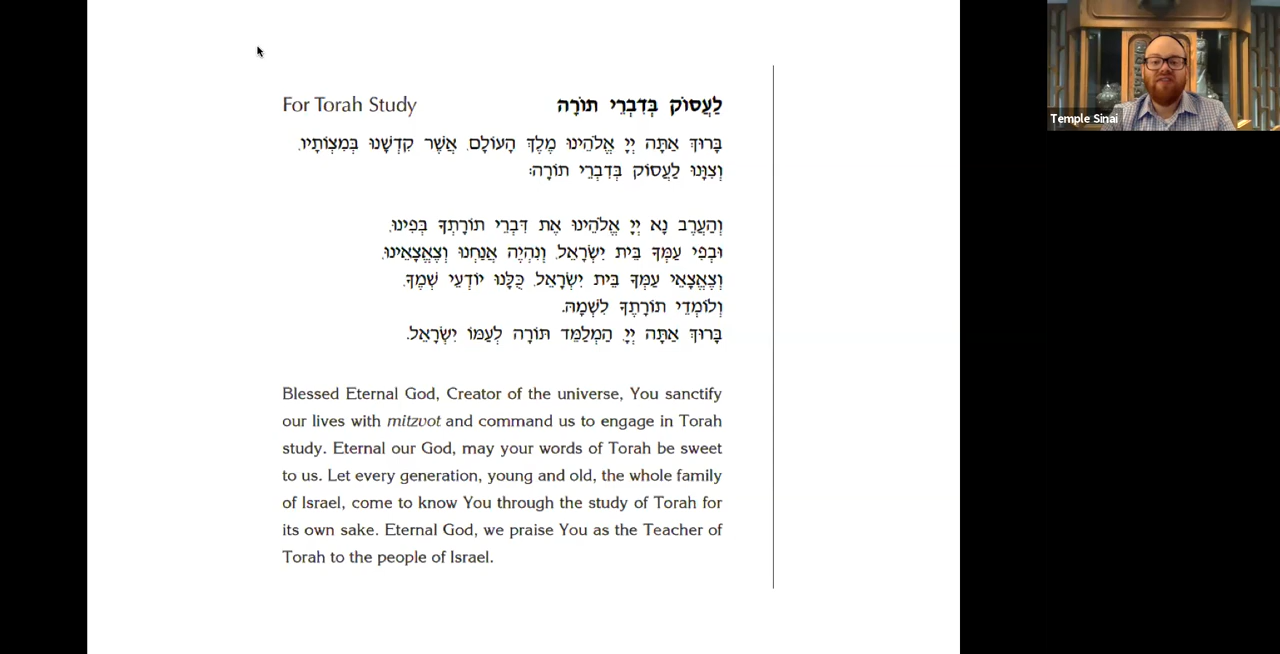 For Torah Study לַעֲסוֹק בְּדִבְרֵי תוֹרָה
בָּרוּךְ אַתָּה יְיָ אֱלֹהֵינוּ מֶלֶךְ הָעוֹלָם, אֲשֶׁר קִדְּשָׁנוּ בְּמִצְוֹתָיו,
וְצִוָּנוּ לַעֲסוֹק בְּדִבְרֵי תוֹרָה:
וְהַעֲרֶב נָא יְיָ אֱלֹהֵינוּ אֶת דִּבְרֵי תוֹרָתְךָ בְּפִינוּ,
וּבְפִי עַמְּךָ בֵּית יִשְׂרָאֵל, וְנִהְיֶה אֲנַחְנוּ וְצֶאֱצָאֵינוּ,
וְצֶאֱצָאֵי עַמְּךָ בֵּית יִשְׂרָאֵל, כֻּלָּנוּ יוֹדְעֵי שְׁמֶךָ,
וְלוֹמְדֵי תוֹרָתֶךָ לִשְׁמָהּ.
בָּרוּךְ אַתָּה יְיָ, הַמְלַמֵּד תּוֹרָה לְעַמּוֹ יִשְׂרָאֵל.
Blessed Eternal God, Creator of the universe, You sanctify
our lives with mitzvot and command us to engage in Torah
study. Eternal our God, may your words of Torah be sweet
to us. Let every generation, young and old, the whole family
of Israel, come to know You through the study of Torah for
its own sake. Eternal God, we praise You as the Teacher of
Torah to the people of Israel.
Temple Sinai